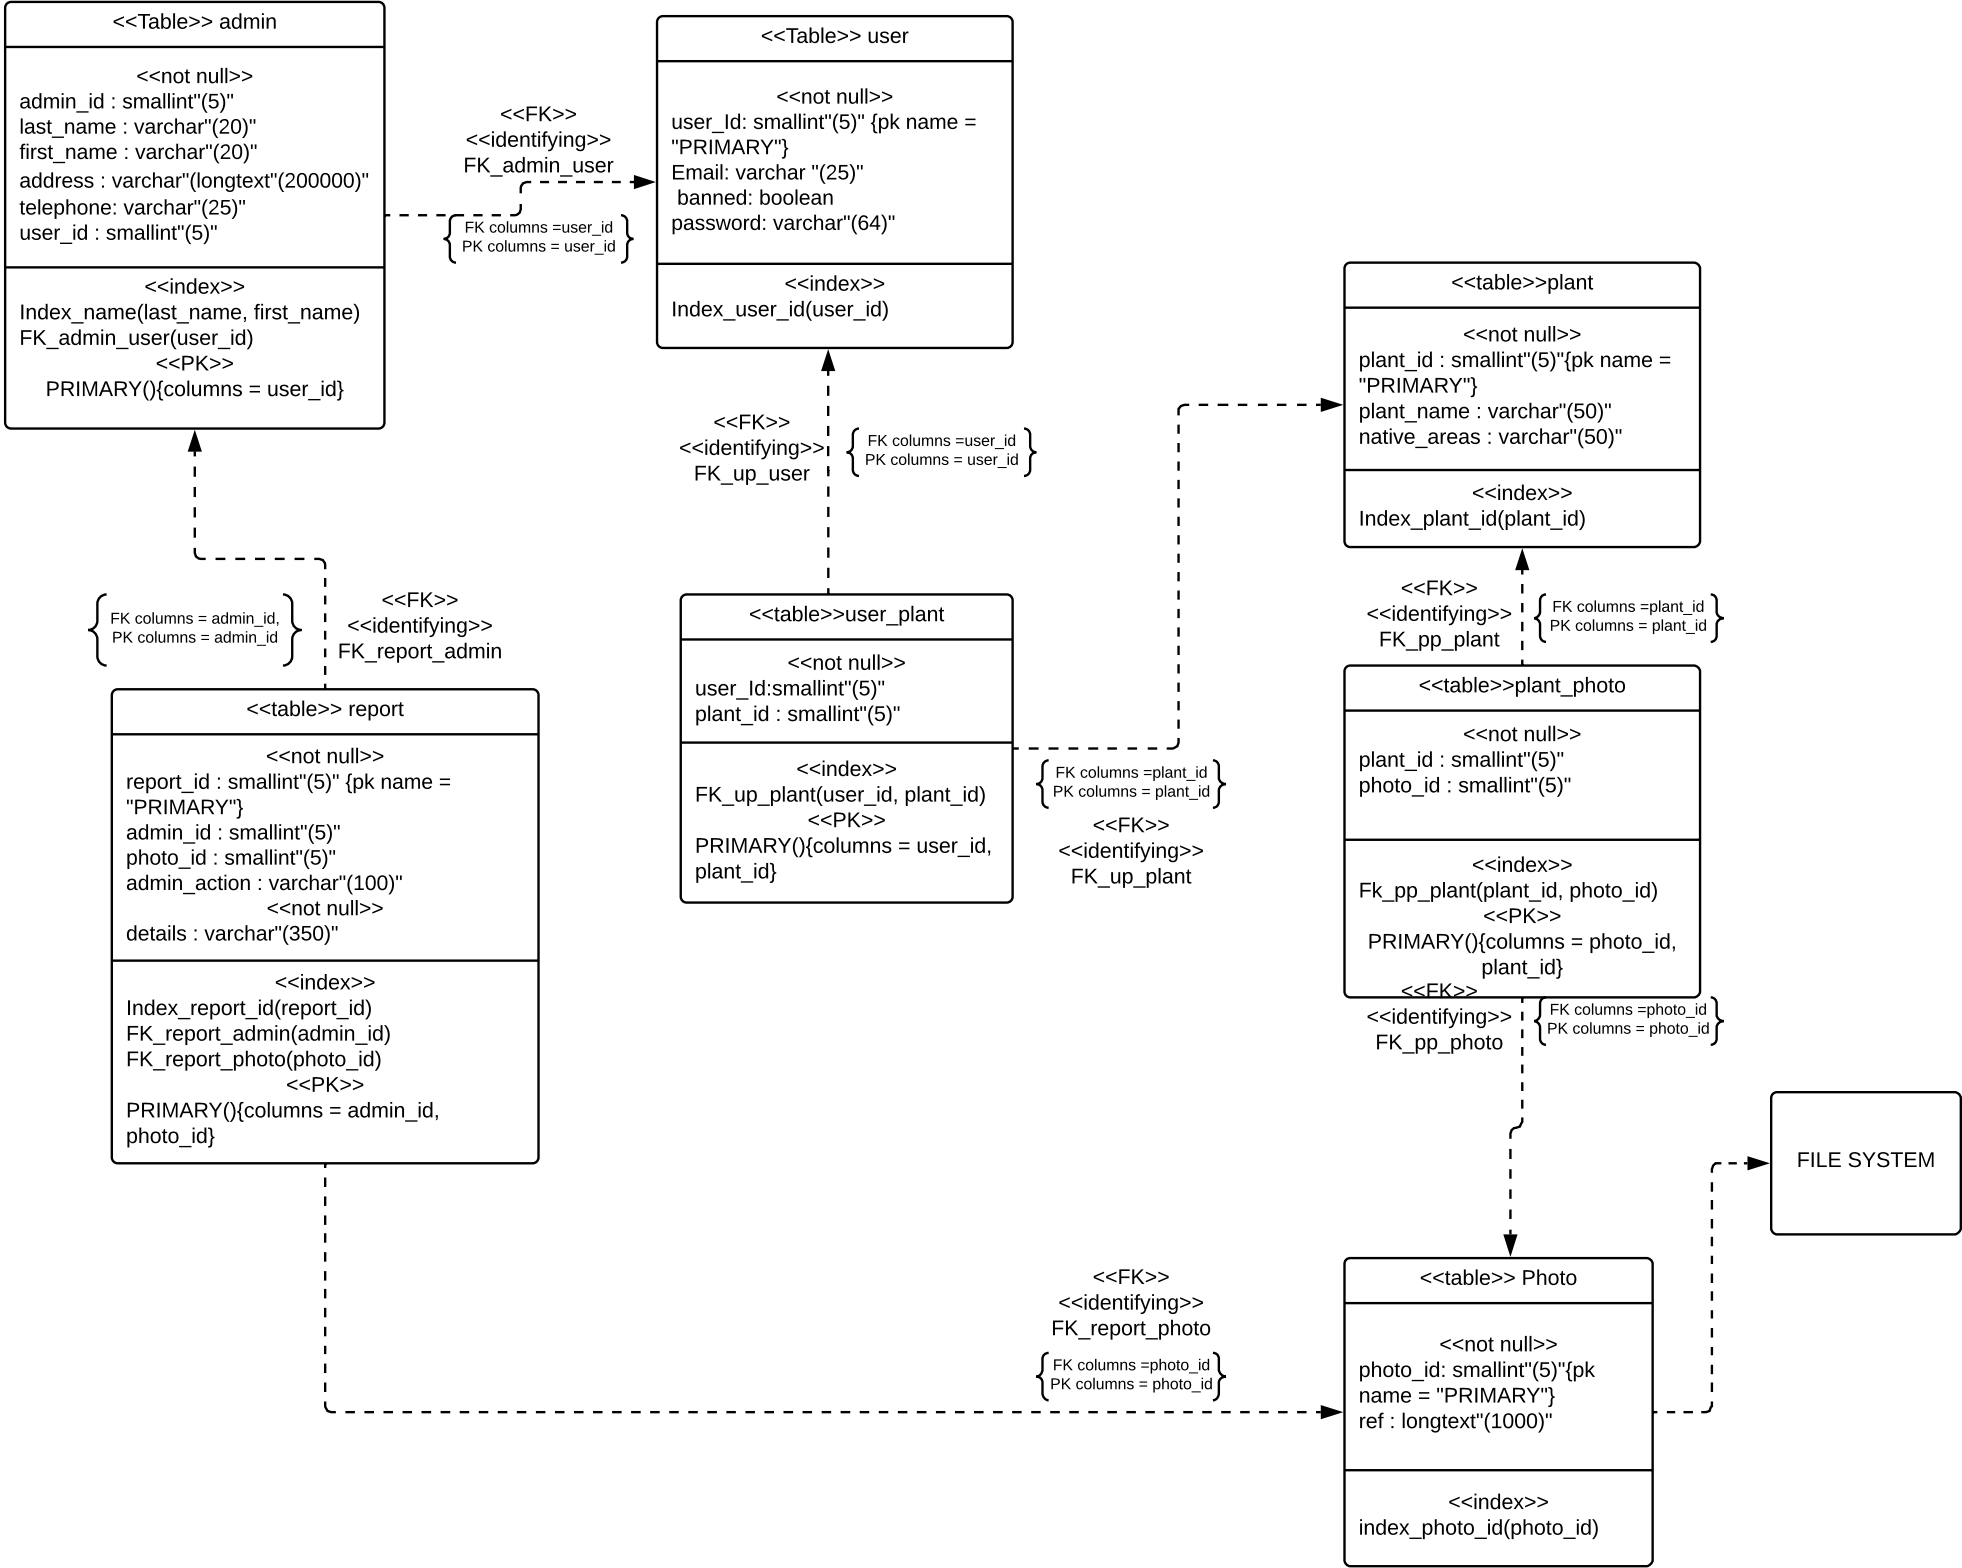 <<Table>> admin
<<not null>>
admin_id : smallint"(5)"
last_name : varchar"(20)"
first_name : varchar"(20)"
address : varchar"(longtext"(200000)"
telephone: varchar"(25)"
user_id : smallint"(5)"
<<index>>
Index_name(last_name, first_name)
FK_admin_user(user_id)
<<PK>>
PRIMARY(){columns = user_id}
<<FK>>
<<identifying>>
FK_admin_user
FK columns =user_id
PK columns = user_id
<<Table>> user
<<not null>>
user_Id: smallint"(5)" {pk name =
"PRIMARY"}
Email: varchar "(25)"
banned: boolean
password: varchar"(64)"
<<index>>
Index_user_id(user_id)
<<FK>>
<<identifying>>
FK_up_user
FK columns =user_id
PK columns = user_id
<<table>>plant
<<not null>>
plant_id : smallint"(5)"{pk name =
"PRIMARY"}
plant_name : varchar"(50)"
native_areas : varchar"(50)"
<<index>>
Index_plant_id(plant_id)
FK columns = admin_id,
PK columns = admin_id
<<FK>>
<<identifying>>
FK_report_admin
<<table>>user_plant
<<not null>>
user_Id:smallint"(5)"
plant_id : smallint"(5)"
<<index>>
FK_up_plant(user_id, plant_id)
<<PK>>
PRIMARY(){columns = user_id,
plant_id}
FK columns =plant_id
PK columns = plant_id
<<FK>>
<<identifying>>
FK_up_plant
<<FK>>
<<identifying>>
FK_pp_plant
FK columns =plant_id
PK columns = plant_id
<<table>>plant_photo
<<not null>>
plant_id : smallint"(5)"
photo_id : smallint"(5)"
<<index>>
Fk_pp_plant(plant_id, photo_id)
<<PK>>
PRIMARY(){columns = photo_id,
plant_id}
<<FK>>
<<identifying>>
FK_pp_photo
FK columns =photo_id
PK columns = photo_id
<<table>> report
<<not null>>
report_id : smallint"(5)" {pk name =
"PRIMARY"}
admin_id : smallint"(5)"
photo_id : smallint"(5)"
admin_action : varchar"(100)"
<<not null>>
details : varchar"(350)"
<<index>>
Index_report_id(report_id)
FK_report_admin(admin_id)
FK_report_photo(photo_id)
<<PK>>
PRIMARY(){columns = admin_id,
photo_id}
FILE SYSTEM
<<FK>>
<<identifying>>
FK_report_photo
FK columns =photo_id
PK columns = photo_id
<<table>> Photo
<<not null>>
photo_id: smallint"(5)"{pk
name = "PRIMARY"}
ref : longtext"(1000)"
<<index>>
index_photo_id(photo_id)